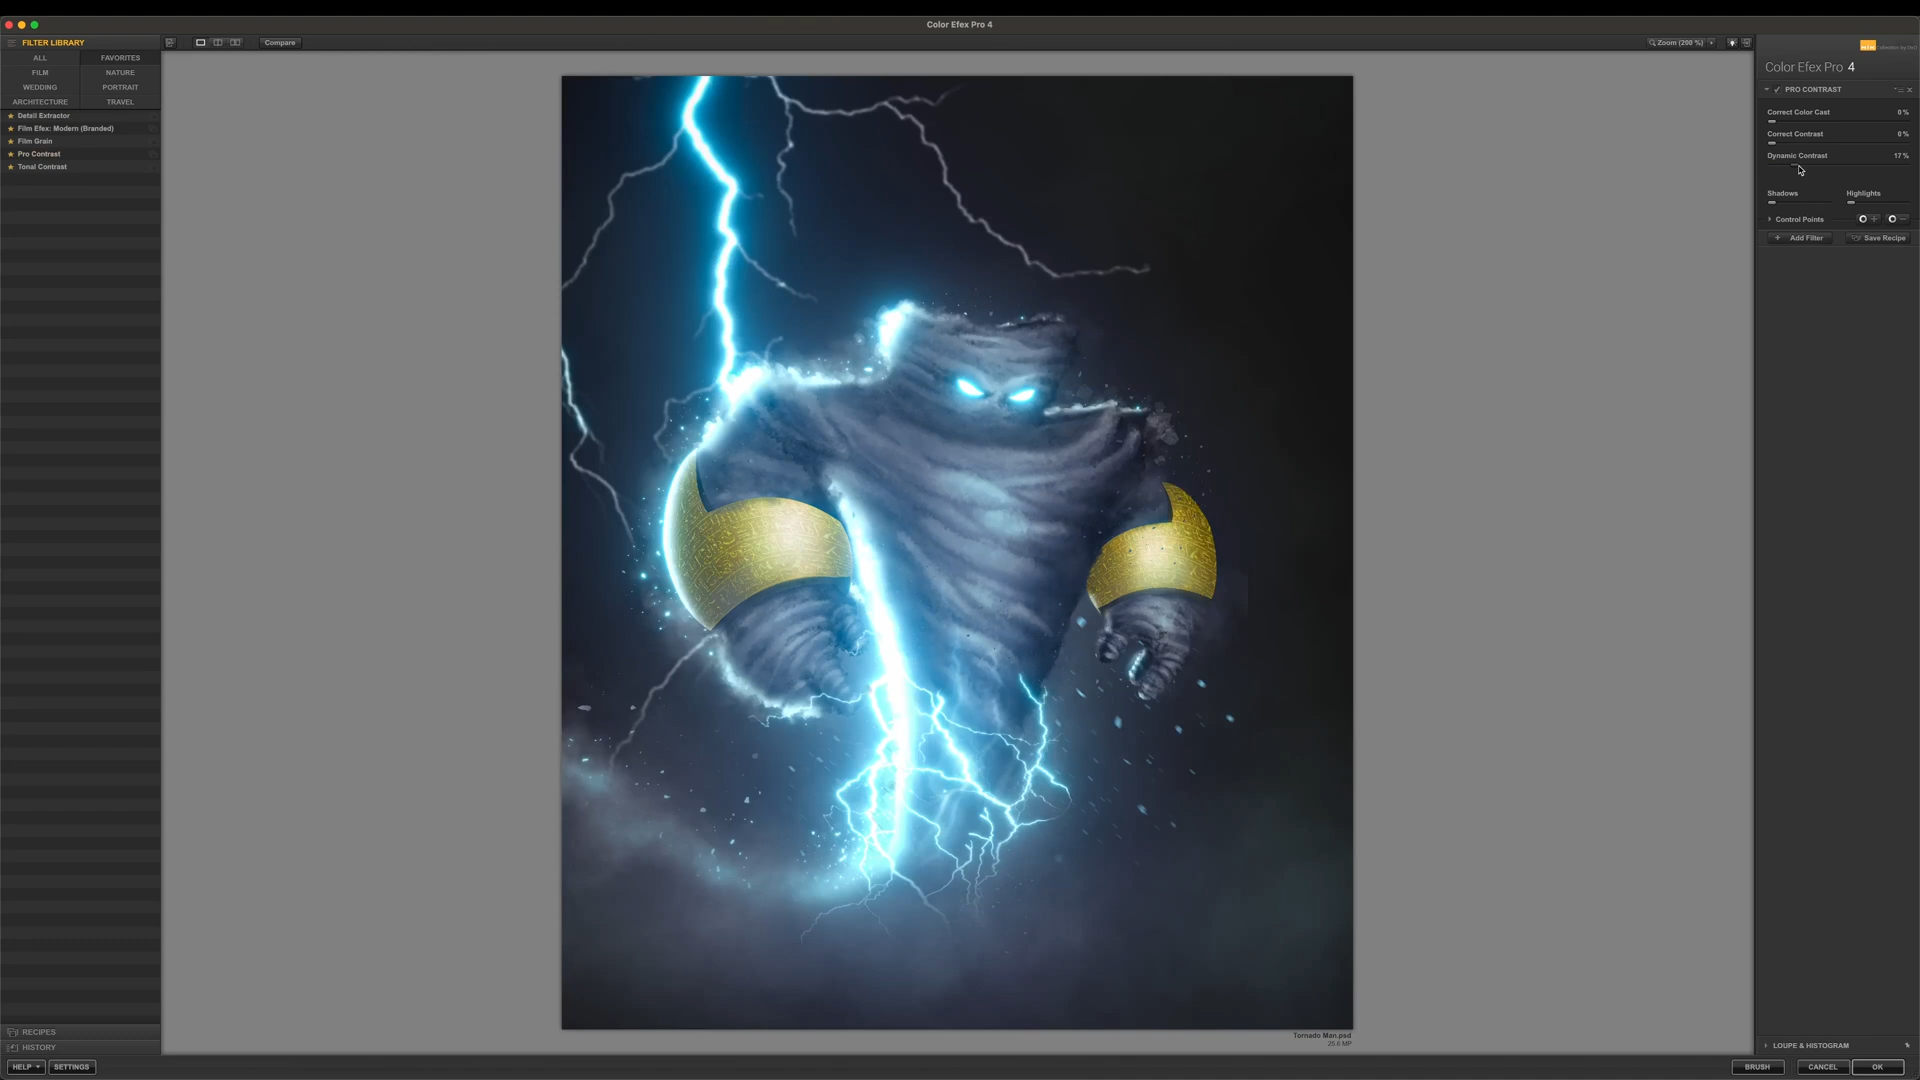 Color Efex Pro 4
FILTER LIBRARY
Compare
Zoom (200 %)
ALL
FAVORITES
FILM
NATURE
WEDDING
PORTRAIT
ARCHITECTURE
TRAVEL
Detail Extractor
Film Efex: Modern (Branded)
Film Grain
Pro Contrast
Tonal Contrast
Color Efex Pro 4
PRO CONTRAST
Correct Color Cast 0 %
Correct Contrast 0 %
Dynamic Contrast 17 %
Shadows Highlights
Control Points
Add Filter Save Recipe
Tornado Man.psd
25.6 MP
RECIPES
HISTORY
LOUPE & HISTOGRAM
HELP SETTINGS
BRUSH CANCEL OK